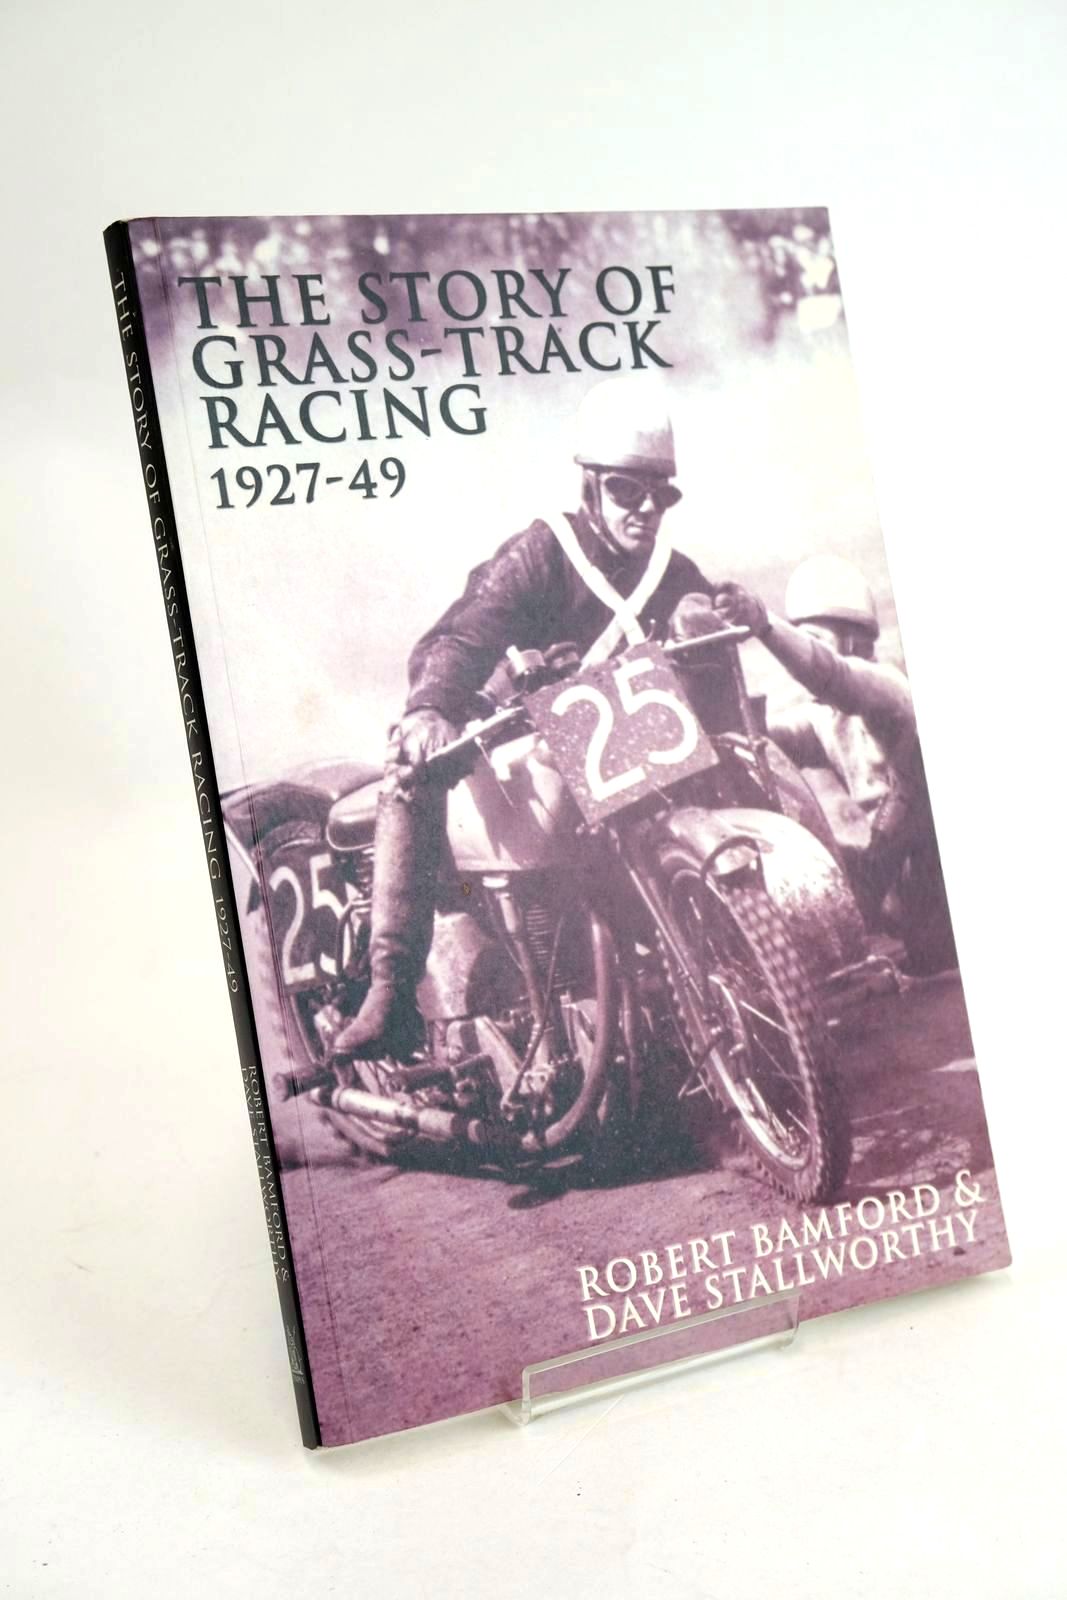 THE STORY OF
GRASS-TRACK
RACING
1927-49
25
25
ROBERT BAMFORD &
DAVE STALLWORTHY
THE STORY OF GRASS-TRACK RACING 1927-49
ROBERT BAMFORD &
DAVE STALLWORTHY